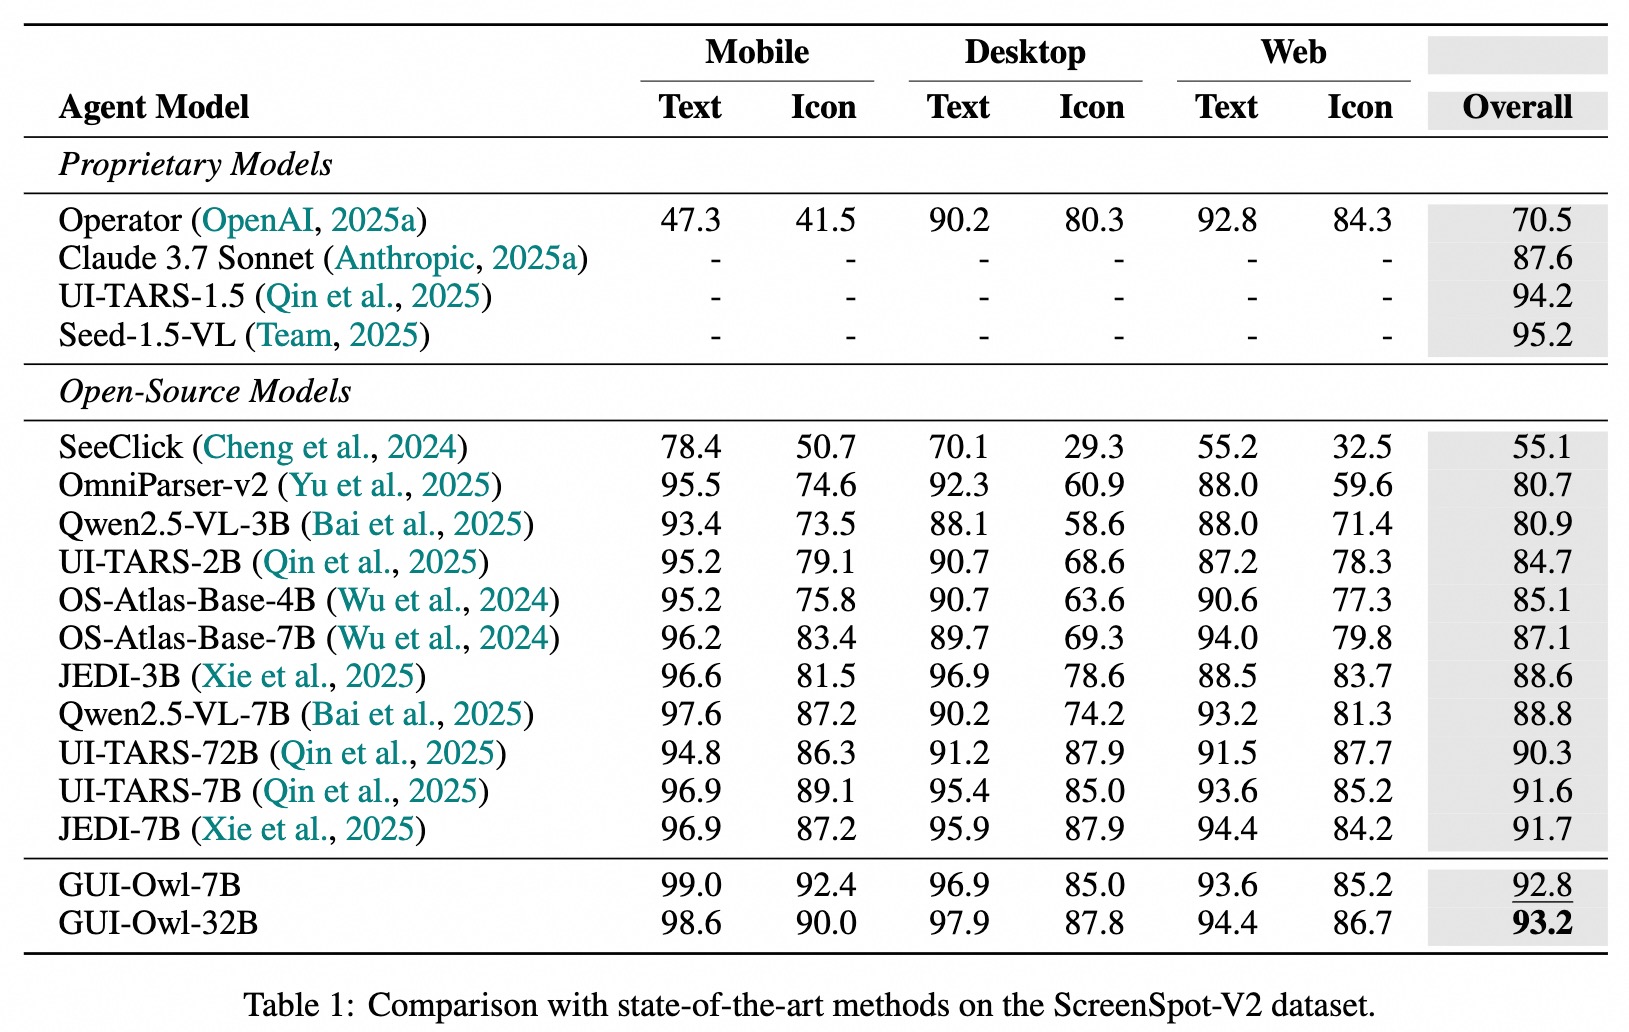 Mobile Desktop Web
Agent Model Text Icon Text Icon Text Icon Overall
Proprietary Models
Operator (OpenAI, 2025a) 47.3 41.5 90.2 80.3 92.8 84.3 70.5
Claude 3.7 Sonnet (Anthropic, 2025a) - - - - - - 87.6
UI-TARS-1.5 (Qin et al., 2025) - - - - - - 94.2
Seed-1.5-VL (Team, 2025) - - - - - - 95.2
Open-Source Models
SeeClick (Cheng et al., 2024) 78.4 50.7 70.1 29.3 55.2 32.5 55.1
OmniParser-v2 (Yu et al., 2025) 95.5 74.6 92.3 60.9 88.0 59.6 80.7
Qwen2.5-VL-3B (Bai et al., 2025) 93.4 73.5 88.1 58.6 88.0 71.4 80.9
UI-TARS-2B (Qin et al., 2025) 95.2 79.1 90.7 68.6 87.2 78.3 84.7
OS-Atlas-Base-4B (Wu et al., 2024) 95.2 75.8 90.7 63.6 90.6 77.3 85.1
OS-Atlas-Base-7B (Wu et al., 2024) 96.2 83.4 89.7 69.3 94.0 79.8 87.1
JEDI-3B (Xie et al., 2025) 96.6 81.5 96.9 78.6 88.5 83.7 88.6
Qwen2.5-VL-7B (Bai et al., 2025) 97.6 87.2 90.2 74.2 93.2 81.3 88.8
UI-TARS-72B (Qin et al., 2025) 94.8 86.3 91.2 87.9 91.5 87.7 90.3
UI-TARS-7B (Qin et al., 2025) 96.9 89.1 95.4 85.0 93.6 85.2 91.6
JEDI-7B (Xie et al., 2025) 96.9 87.2 95.9 87.9 94.4 84.2 91.7
GUI-Owl-7B 99.0 92.4 96.9 85.0 93.6 85.2 92.8
GUI-Owl-32B 98.6 90.0 97.9 87.8 94.4 86.7 93.2
Table 1: Comparison with state-of-the-art methods on the ScreenSpot-V2 dataset.